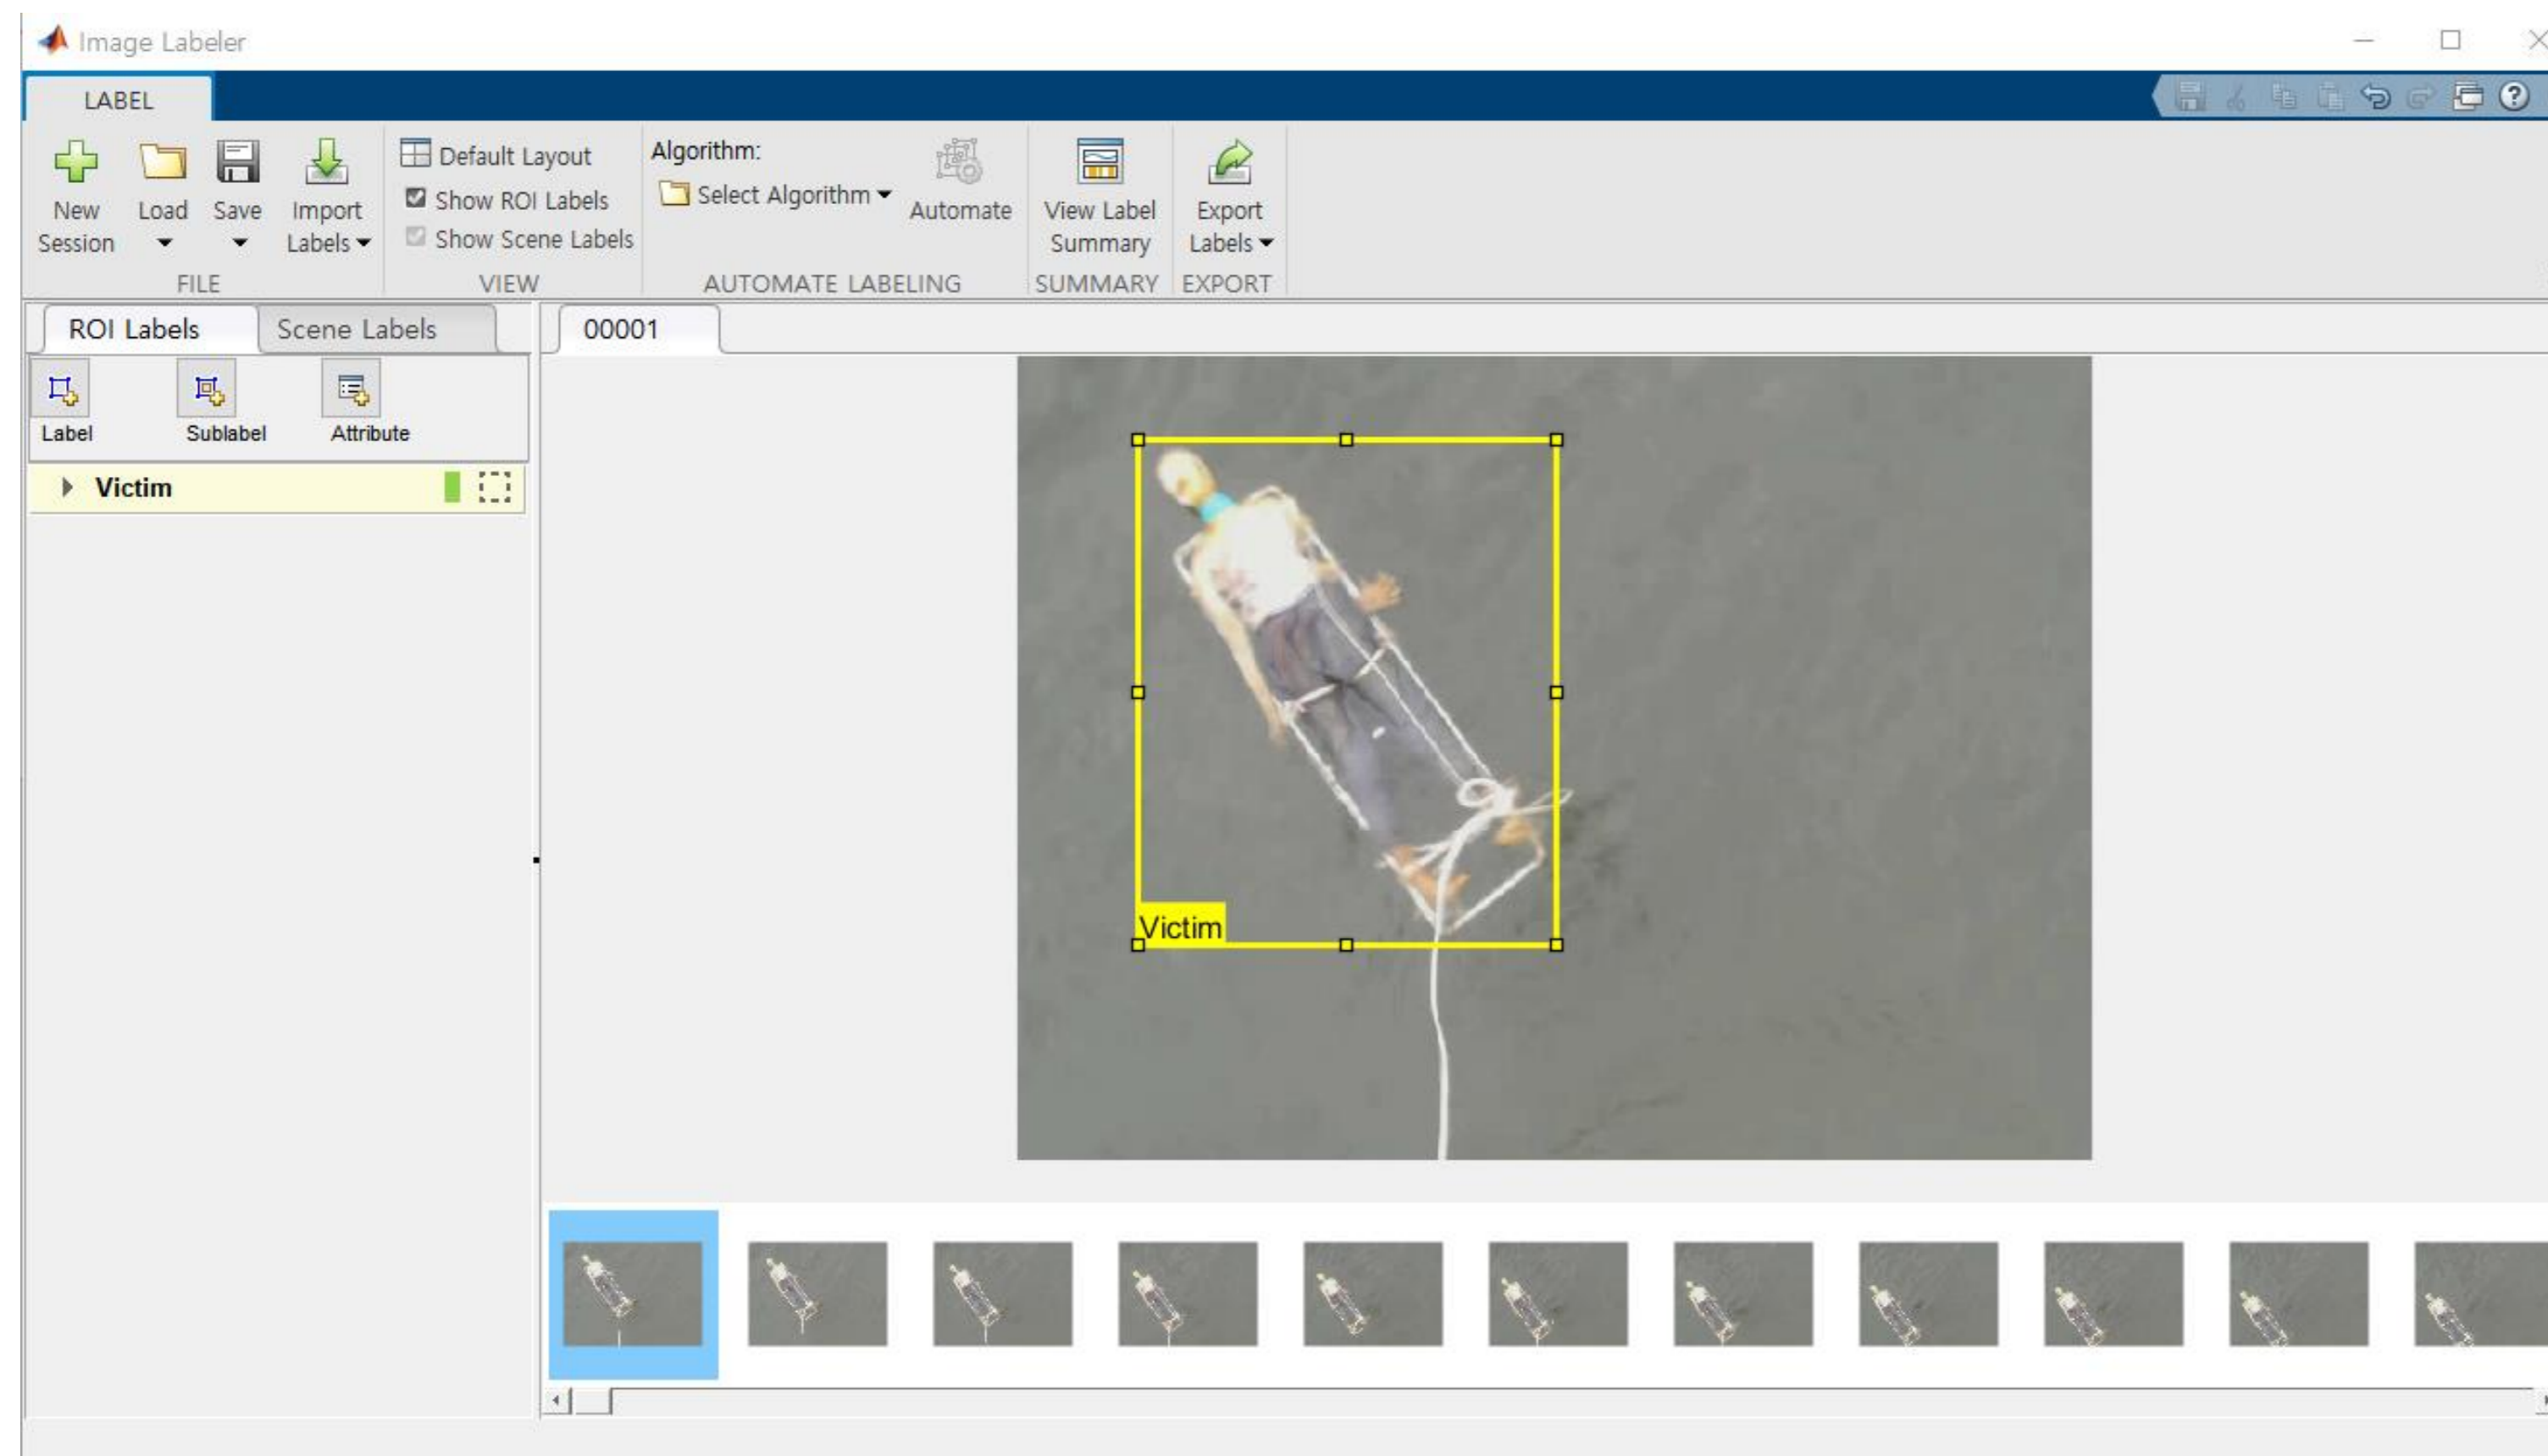 Image Labeler
LABEL
New Session
Load
Save
Import Labels
Default Layout
Show ROI Labels
Show Scene Labels
Algorithm:
Select Algorithm
Automate
View Label Summary
Export Labels
FILE
VIEW
AUTOMATE LABELING
SUMMARY
EXPORT
ROI Labels
Scene Labels
00001
Label
Sublabel
Attribute
Victim
Victim